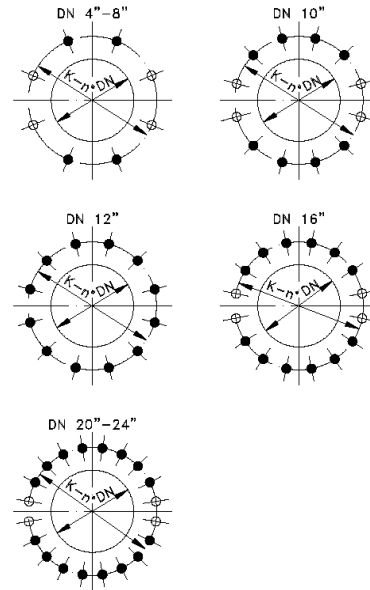 DN 4"-8"
K-n•DN
DN 10"
K-n•DN
DN 12"
K-n•DN
DN 16"
K-n•DN
DN 20"-24"
K-n•DN